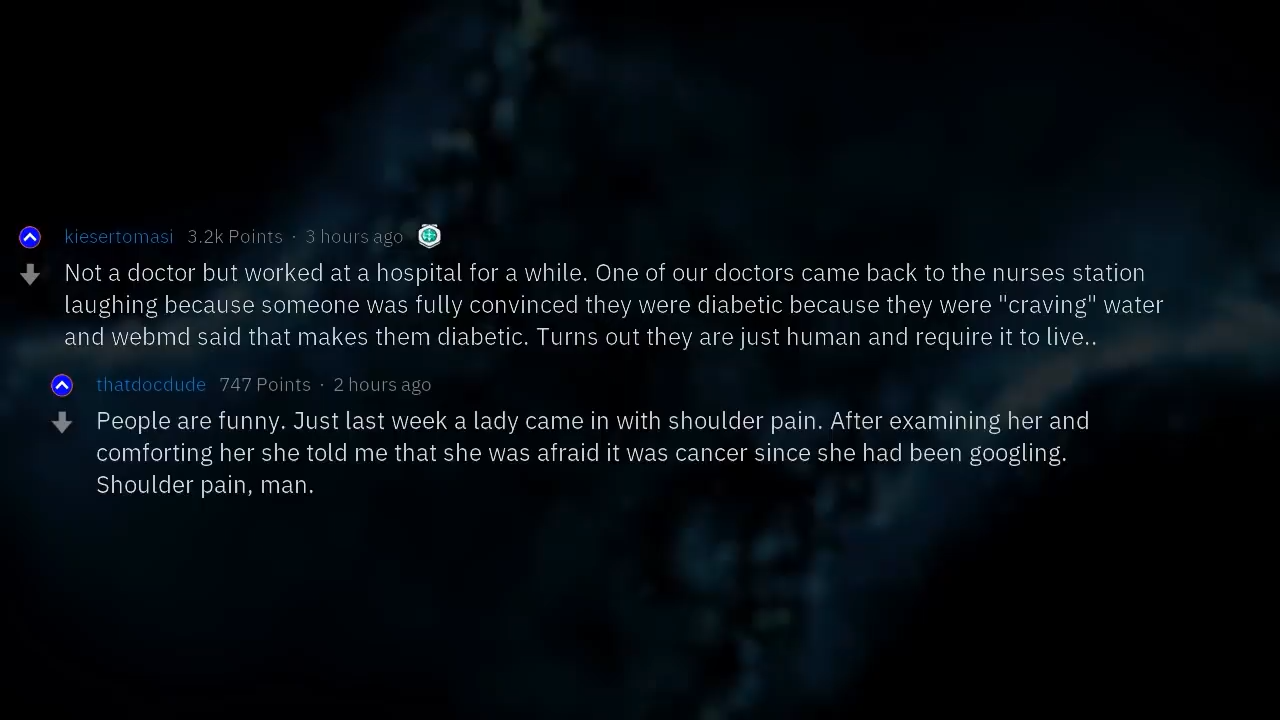 kiesertomasi 3.2k Points · 3 hours ago
Not a doctor but worked at a hospital for a while. One of our doctors came back to the nurses station
laughing because someone was fully convinced they were diabetic because they were "craving" water
and webmd said that makes them diabetic. Turns out they are just human and require it to live..
thatdocdude 747 Points · 2 hours ago
People are funny. Just last week a lady came in with shoulder pain. After examining her and
comforting her she told me that she was afraid it was cancer since she had been googling.
Shoulder pain, man.